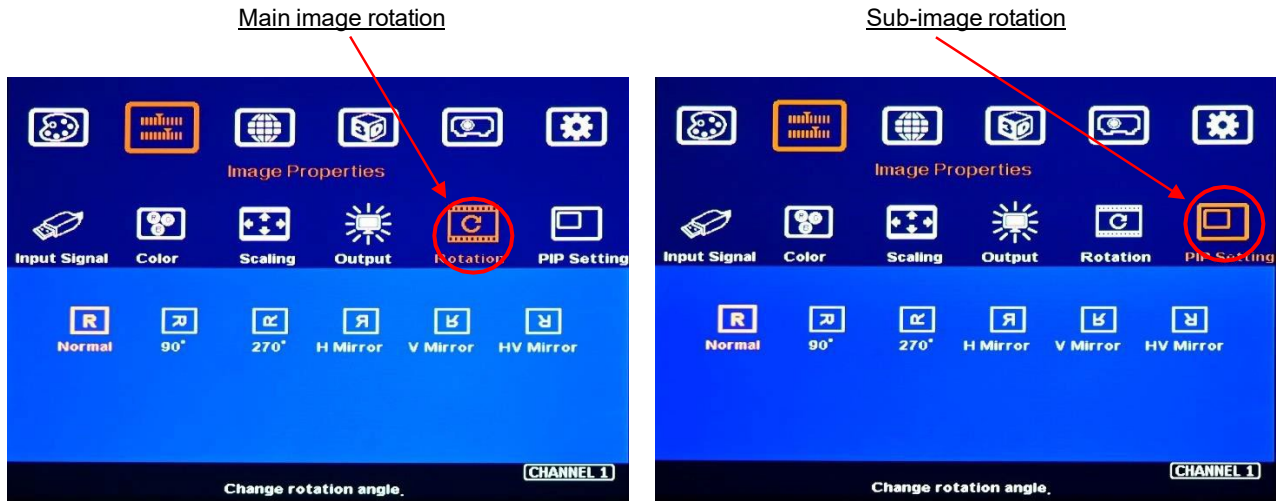 Main image rotation
Sub-image rotation
Image Properties
Input Signal Color Scaling Output Rotation PIP Setting
R R R R R R
Normal 90° 270° H Mirror V Mirror HV Mirror
CHANNEL 1
Change rotation angle.
Image Properties
Input Signal Color Scaling Output Rotation PIP Setting
R R R R R R
Normal 90° 270° H Mirror V Mirror HV Mirror
CHANNEL 1
Change rotation angle.